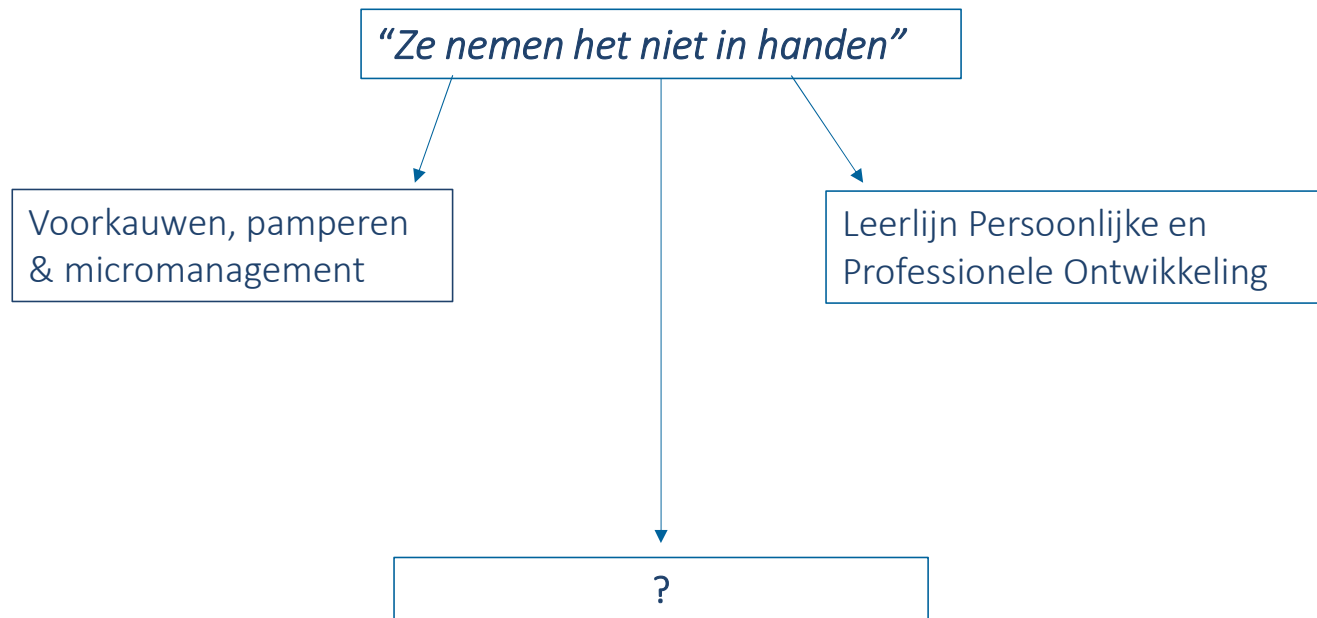 “Ze nemen het niet in handen”
Voorkauwen, pamperen
& micromanagement
Leerlijn Persoonlijke en
Professionele Ontwikkeling
?